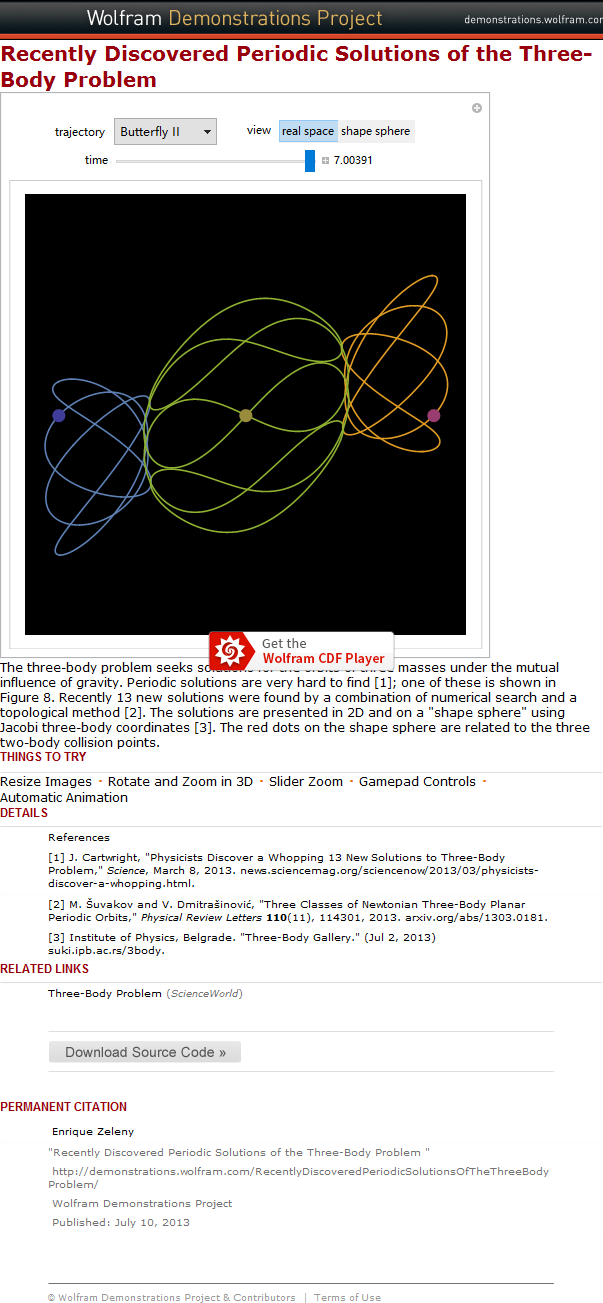 Wolfram Demonstrations Project
demonstrations.wolfram.com
Recently Discovered Periodic Solutions of the Three-
Body Problem
trajectory Butterfly II view real space shape sphere
time 7.00391
Get the
Wolfram CDF Player
The three-body problem seeks solutions for the orbits of three masses under the mutual
influence of gravity. Periodic solutions are very hard to find [1]; one of these is shown in
Figure 8. Recently 13 new solutions were found by a combination of numerical search and a
topological method [2]. The solutions are presented in 2D and on a "shape sphere" using
Jacobi three-body coordinates [3]. The red dots on the shape sphere are related to the three
two-body collision points.
THINGS TO TRY
Resize Images · Rotate and Zoom in 3D · Slider Zoom · Gamepad Controls ·
Automatic Animation
DETAILS
References
[1] J. Cartwright, "Physicists Discover a Whopping 13 New Solutions to Three-Body
Problem," Science, March 8, 2013. news.sciencemag.org/sciencenow/2013/03/physicists-
discover-a-whopping.html.
[2] M. Šuvakov and V. Dmitrašinović, "Three Classes of Newtonian Three-Body Planar
Periodic Orbits," Physical Review Letters 110(11), 114301, 2013. arxiv.org/abs/1303.0181.
[3] Institute of Physics, Belgrade. "Three-Body Gallery." (Jul 2, 2013)
suki.ipb.ac.rs/3body.
RELATED LINKS
Three-Body Problem (ScienceWorld)
Download Source Code »
PERMANENT CITATION
Enrique Zeleny
"Recently Discovered Periodic Solutions of the Three-Body Problem "
http://demonstrations.wolfram.com/RecentlyDiscoveredPeriodicSolutionsOfTheThreeBody
Problem/
Wolfram Demonstrations Project
Published: July 10, 2013
© Wolfram Demonstrations Project & Contributors | Terms of Use